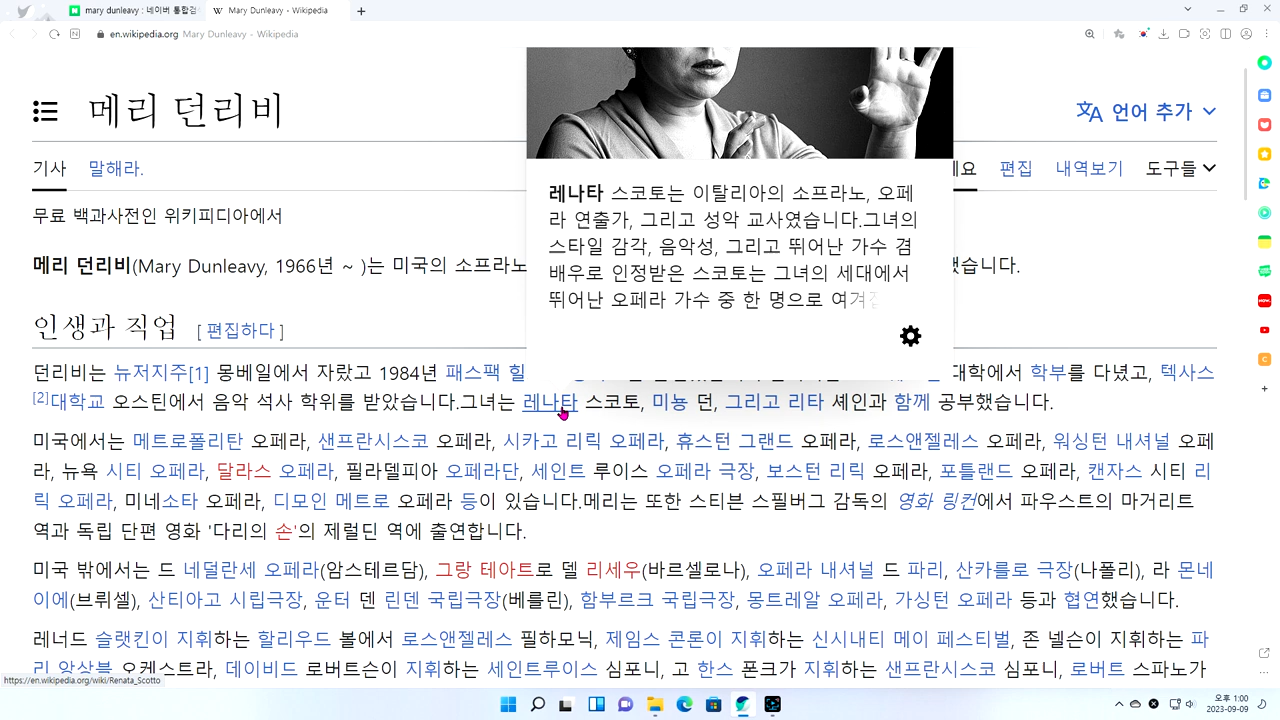 mary dunleavy : 네이버 통합검
Mary Dunleavy - Wikipedia
en.wikipedia.org Mary Dunleavy - Wikipedia
메리 던리비
언어 추가
기사 말해라.
편집 내역보기 도구들
무료 백과사전인 위키피디아에서
레나타 스코토는 이탈리아의 소프라노, 오페
라 연출가, 그리고 성악 교사였습니다.그녀의
스타일 감각, 음악성, 그리고 뛰어난 가수 겸
배우로 인정받은 스코토는 그녀의 세대에서
뛰어난 오페라 가수 중 한 명으로 여겨
메리 던리비(Mary Dunleavy, 1966년 ~ )는 미국의 소프라노
했습니다.
인생과 직업 [ 편집하다 ]
던리비는 뉴저지주[1] 몽베일에서 자랐고 1984년 패스팩 힐
대학에서 학부를 다녔고, 텍사스
[2]대학교 오스틴에서 음악 석사 학위를 받았습니다.그녀는 레나타 스코토, 미뇽 던, 그리고 리타 셰인과 함께 공부했습니다.
미국에서는 메트로폴리탄 오페라, 샌프란시스코 오페라, 시카고 리릭 오페라, 휴스턴 그랜드 오페라, 로스앤젤레스 오페라, 워싱턴 내셔널 오페
라, 뉴욕 시티 오페라, 달라스 오페라, 필라델피아 오페라단, 세인트 루이스 오페라 극장, 보스턴 리릭 오페라, 포틀랜드 오페라, 캔자스 시티 리
릭 오페라, 미네소타 오페라, 디모인 메트로 오페라 등이 있습니다.메리는 또한 스티븐 스필버그 감독의 영화 링컨에서 파우스트의 마거리트
역과 독립 단편 영화 '다리의 손'의 제럴딘 역에 출연합니다.
미국 밖에서는 드 네덜란세 오페라(암스테르담), 그랑 테아트로 델 리세우(바르셀로나), 오페라 내셔널 드 파리, 산카를로 극장(나폴리), 라 몬네
이에(브뤼셀), 산티아고 시립극장, 운터 덴 린덴 국립극장(베를린), 함부르크 국립극장, 몽트레알 오페라, 가싱턴 오페라 등과 협연했습니다.
레너드 슬랫킨이 지휘하는 할리우드 볼에서 로스앤젤레스 필하모닉, 제임스 콘론이 지휘하는 신시내티 메이 페스티벌, 존 넬슨이 지휘하는 파
리 앙상블 오케스트라, 데이비드 로버트슨이 지휘하는 세인트루이스 심포니, 고 한스 폰크가 지휘하는 샌프란시스코 심포니, 로버트 스파노가
https://en.wikipedia.org/wiki/Renata_Scotto
오후 1:00
2023-09-09